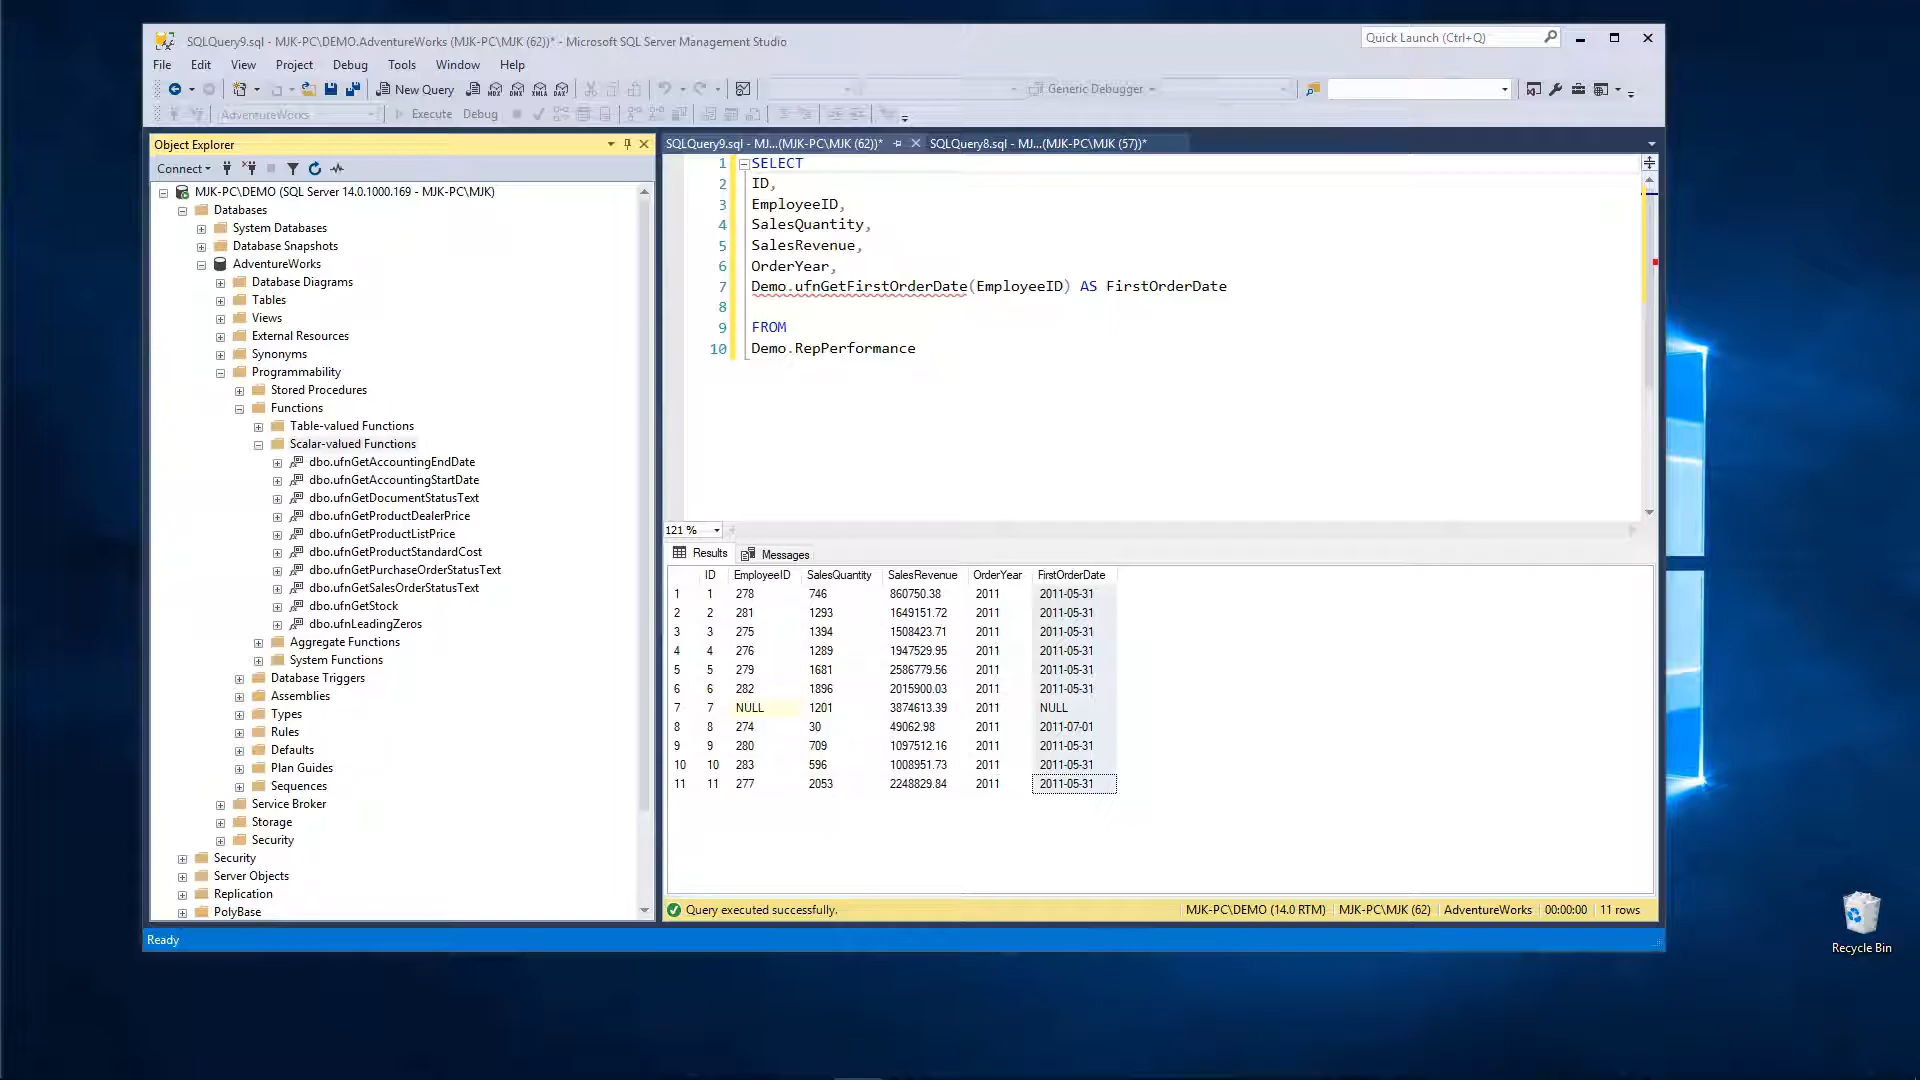 SQLQuery9.sql - MJK-PC\DEMO.AdventureWorks (MJK-PC\MJK (62))* - Microsoft SQL Server Management Studio
Quick Launch (Ctrl+Q)
File Edit View Project Debug Tools Window Help
New Query
Generic Debugger
AdventureWorks
Execute Debug
Object Explorer
Connect
MJK-PC\DEMO (SQL Server 14.0.1000.169 - MJK-PC\MJK)
Databases
System Databases
Database Snapshots
AdventureWorks
Database Diagrams
Tables
Views
External Resources
Synonyms
Programmability
Stored Procedures
Functions
Table-valued Functions
Scalar-valued Functions
dbo.ufnGetAccountingEndDate
dbo.ufnGetAccountingStartDate
dbo.ufnGetDocumentStatusText
dbo.ufnGetProductDealerPrice
dbo.ufnGetProductListPrice
dbo.ufnGetProductStandardCost
dbo.ufnGetPurchaseOrderStatusText
dbo.ufnGetSalesOrderStatusText
dbo.ufnGetStock
dbo.ufnLeadingZeros
Aggregate Functions
System Functions
Database Triggers
Assemblies
Types
Rules
Defaults
Plan Guides
Sequences
Service Broker
Storage
Security
Security
Server Objects
Replication
PolyBase
SQLQuery9.sql - MJ...(MJK-PC\MJK (62))* SQLQuery8.sql - MJ...(MJK-PC\MJK (57))*
1 SELECT
2 ID,
3 EmployeeID,
4 SalesQuantity,
5 SalesRevenue,
6 OrderYear,
7 Demo.ufnGetFirstOrderDate(EmployeeID) AS FirstOrderDate
8
9 FROM
10 Demo.RepPerformance
121 %
Results Messages
ID EmployeeID SalesQuantity SalesRevenue OrderYear FirstOrderDate
1 1 278 746 860750.38 2011 2011-05-31
2 2 281 1293 1649151.72 2011 2011-05-31
3 3 275 1394 1508423.71 2011 2011-05-31
4 4 276 1289 1947529.95 2011 2011-05-31
5 5 279 1681 2586779.56 2011 2011-05-31
6 6 282 1896 2015900.03 2011 2011-05-31
7 7 NULL 1201 3874613.39 2011 NULL
8 8 274 30 49062.98 2011 2011-07-01
9 9 280 709 1097512.16 2011 2011-05-31
10 10 283 596 1008951.73 2011 2011-05-31
11 11 277 2053 2248829.84 2011 2011-05-31
Query executed successfully. MJK-PC\DEMO (14.0 RTM) MJK-PC\MJK (62) AdventureWorks 00:00:00 11 rows
Ready
Recycle Bin